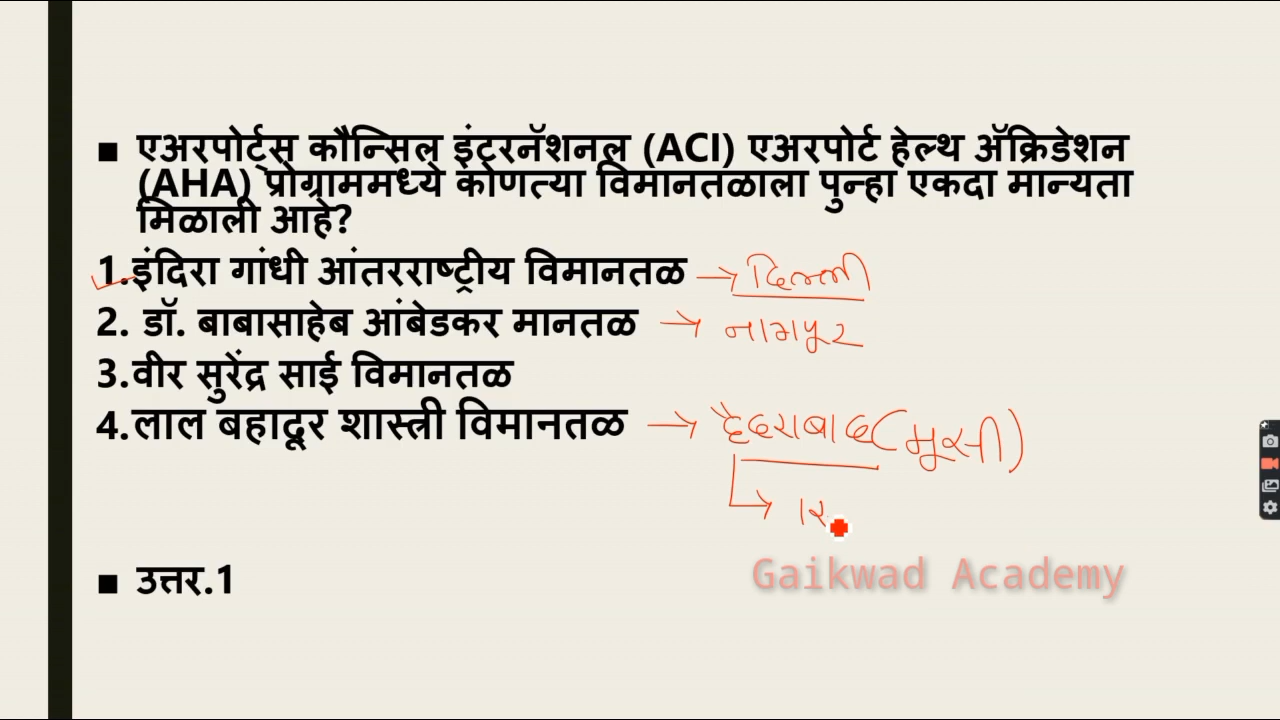 ■ एअरपोर्ट्स कौन्सिल इंटरनॅशनल (ACI) एअरपोर्ट हेल्थ ॲक्रिडेशन
(AHA) प्रोग्राममध्ये कोणत्या विमानतळाला पुन्हा एकदा मान्यता
मिळाली आहे?
1.इंदिरा गांधी आंतरराष्ट्रीय विमानतळ → दिल्ली
2. डॉ. बाबासाहेब आंबेडकर मानतळ → नागपूर
3.वीर सुरेंद्र साई विमानतळ
4.लाल बहादूर शास्त्री विमानतळ → हैदराबाद (मूसी)
■ उत्तर.1
Gaikwad Academy